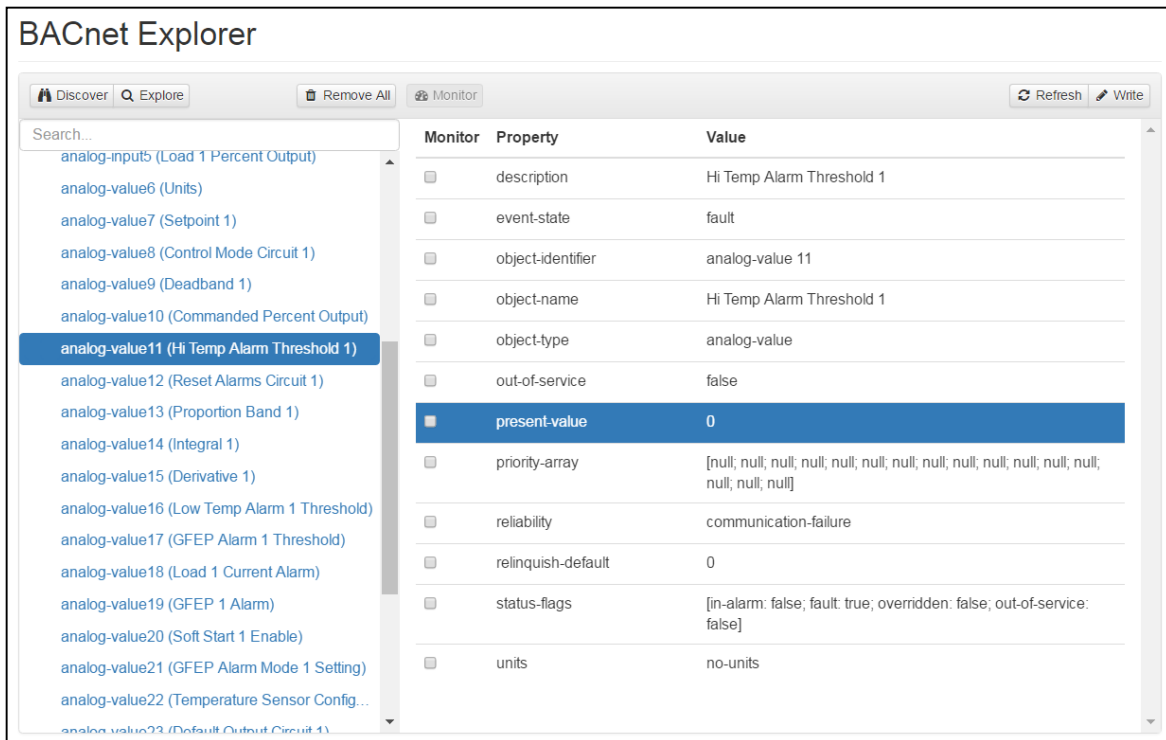 BACnet Explorer
Discover Explore Remove All Monitor Refresh Write
Search...
analog-input5 (Load 1 Percent Output)
analog-value6 (Units)
analog-value7 (Setpoint 1)
analog-value8 (Control Mode Circuit 1)
analog-value9 (Deadband 1)
analog-value10 (Commanded Percent Output)
analog-value11 (Hi Temp Alarm Threshold 1)
analog-value12 (Reset Alarms Circuit 1)
analog-value13 (Proportion Band 1)
analog-value14 (Integral 1)
analog-value15 (Derivative 1)
analog-value16 (Low Temp Alarm 1 Threshold)
analog-value17 (GFEP Alarm 1 Threshold)
analog-value18 (Load 1 Current Alarm)
analog-value19 (GFEP 1 Alarm)
analog-value20 (Soft Start 1 Enable)
analog-value21 (GFEP Alarm Mode 1 Setting)
analog-value22 (Temperature Sensor Config...
analog-value23 (Default Output Circuit 1)
Monitor Property Value
description Hi Temp Alarm Threshold 1
event-state fault
object-identifier analog-value 11
object-name Hi Temp Alarm Threshold 1
object-type analog-value
out-of-service false
present-value 0
priority-array [null; null; null; null; null; null; null; null; null; null; null; null; null;
null; null; null]
reliability communication-failure
relinquish-default 0
status-flags [in-alarm: false; fault: true; overridden: false; out-of-service:
false]
units no-units